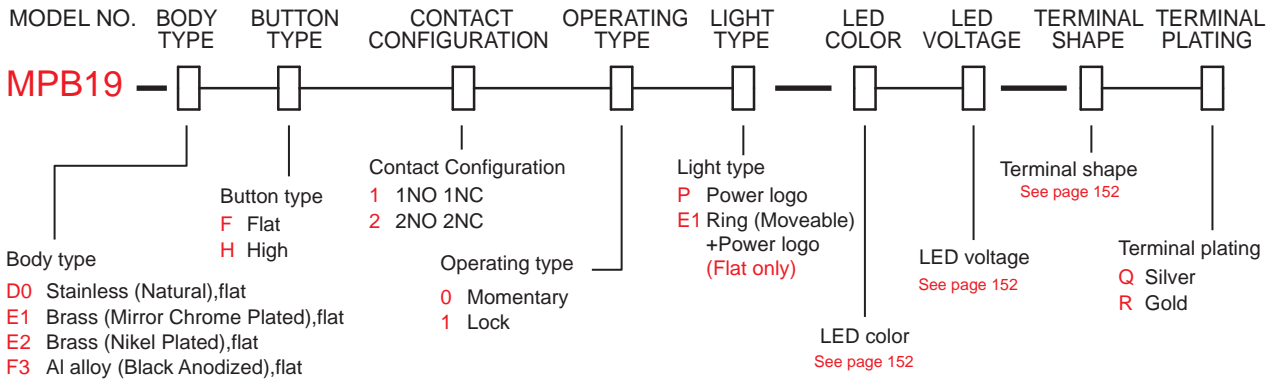 MODEL NO.
BODY TYPE
BUTTON TYPE
CONTACT CONFIGURATION
OPERATING TYPE
LIGHT TYPE
LED COLOR
LED VOLTAGE
TERMINAL SHAPE
TERMINAL PLATING
MPB19
Body type
D0 Stainless (Natural),flat
E1 Brass (Mirror Chrome Plated),flat
E2 Brass (Nikel Plated),flat
F3 Al alloy (Black Anodized),flat
Button type
F Flat
H High
Contact Configuration
1 1NO 1NC
2 2NO 2NC
Operating type
0 Momentary
1 Lock
Light type
P Power logo
E1 Ring (Moveable)
+Power logo
(Flat only)
LED color
See page 152
LED voltage
See page 152
Terminal shape
See page 152
Terminal plating
Q Silver
R Gold